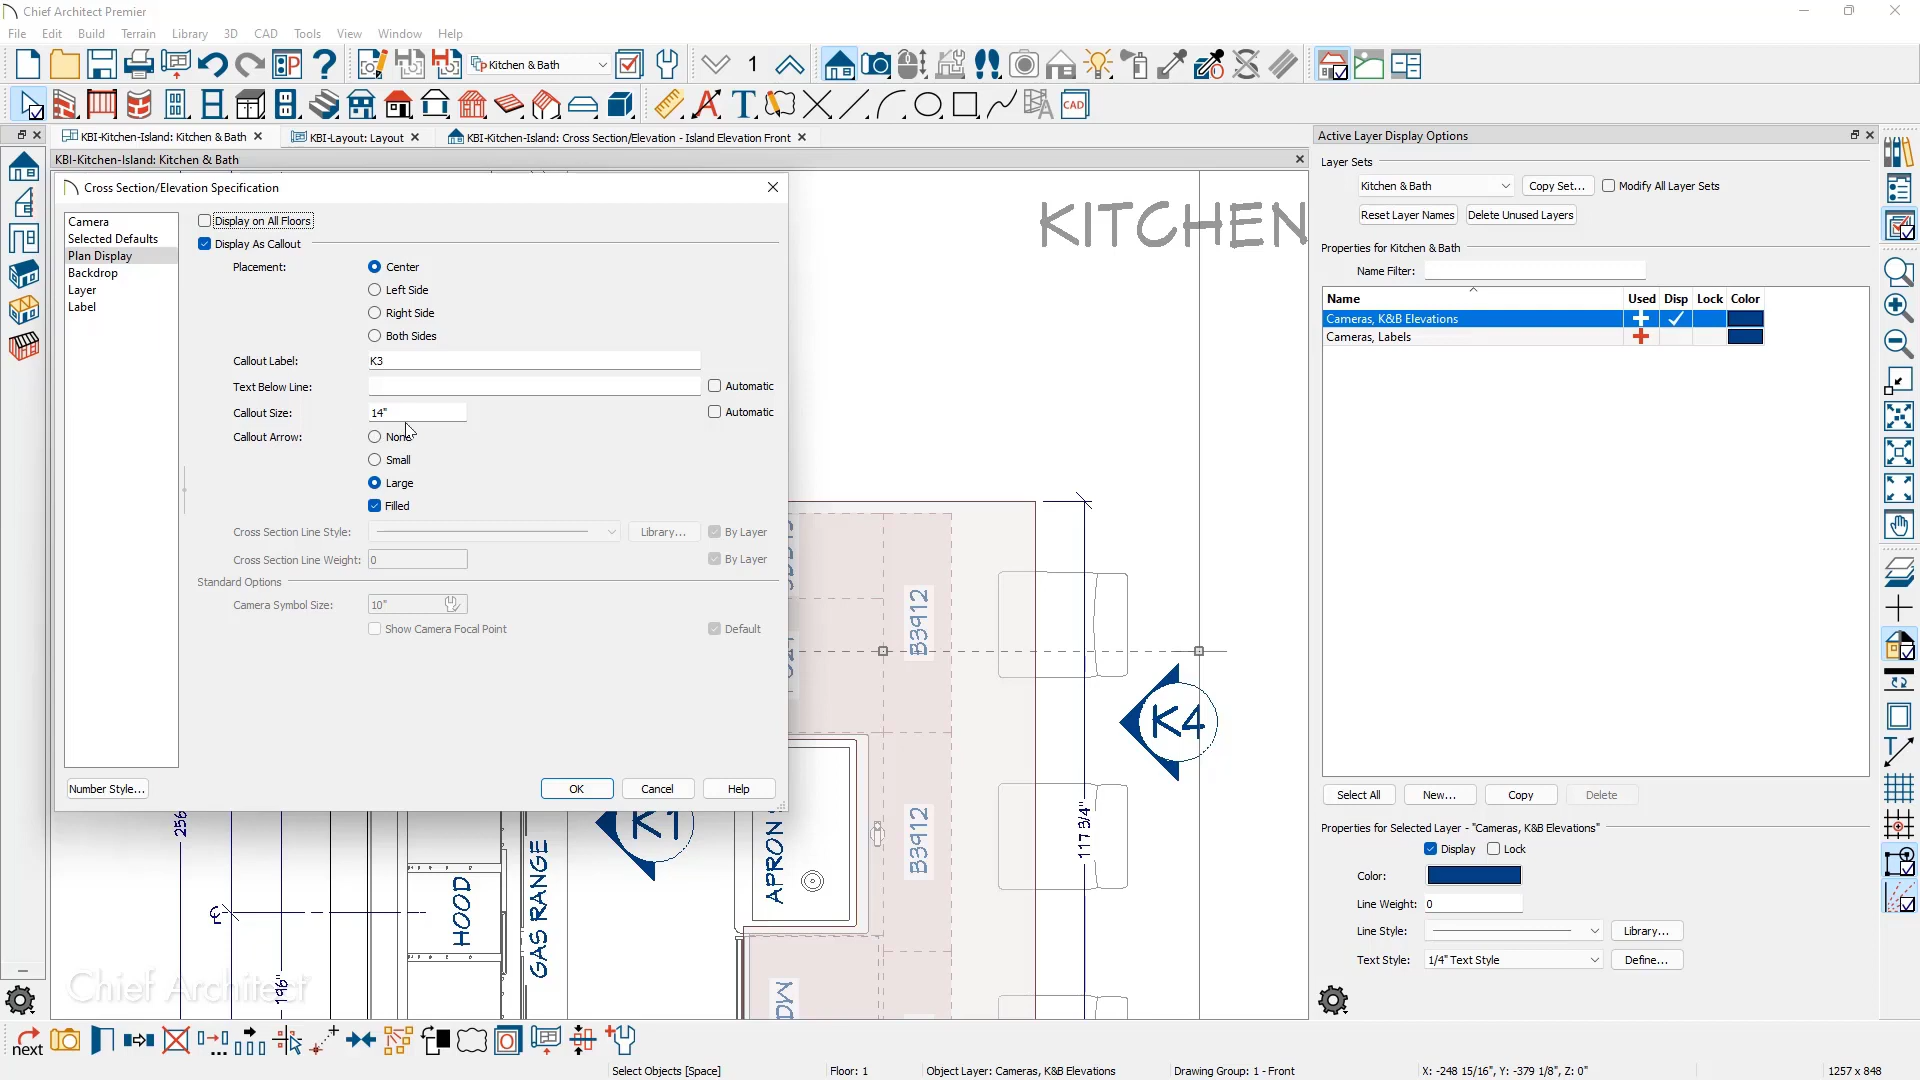 Chief Architect Premier
File Edit Build Terrain Library 3D CAD Tools View Window Help
Kitchen & Bath
1
CAD
KBI-Kitchen-Island: Kitchen & Bath
KBI-Layout: Layout
KBI-Kitchen-Island: Cross Section/Elevation - Island Elevation Front
KBI-Kitchen-Island: Kitchen & Bath
Cross Section/Elevation Specification
Camera
Selected Defaults
Plan Display
Backdrop
Layer
Label
Display on All Floors
Display As Callout
Placement:
Center
Left Side
Right Side
Both Sides
Callout Label: K3
Text Below Line: Automatic
Callout Size: 14" Automatic
Callout Arrow: None
Small
Large
Filled
Cross Section Line Style: Library... By Layer
Cross Section Line Weight: 0 By Layer
Standard Options
Camera Symbol Size: 10"
Show Camera Focal Point Default
Number Style... OK Cancel Help
KITCHEN
B3912
K4
B3912
117 3/4"
K1
APRON S
256
HOOD
GAS RANGE
196"
DW
Chief Architect
Active Layer Display Options
Layer Sets
Kitchen & Bath Copy Set... Modify All Layer Sets
Reset Layer Names Delete Unused Layers
Properties for Kitchen & Bath
Name Filter:
Name Used Disp Lock Color
Cameras, K&B Elevations
Cameras, Labels
Select All New... Copy Delete
Properties for Selected Layer - "Cameras, K&B Elevations"
Display Lock
Color:
Line Weight: 0
Line Style: Library...
Text Style: 1/4" Text Style Define...
next
Select Objects [Space] Floor: 1 Object Layer: Cameras, K&B Elevations Drawing Group: 1 - Front X: -248 15/16", Y: -379 1/8", Z: 0" 1257 x 848